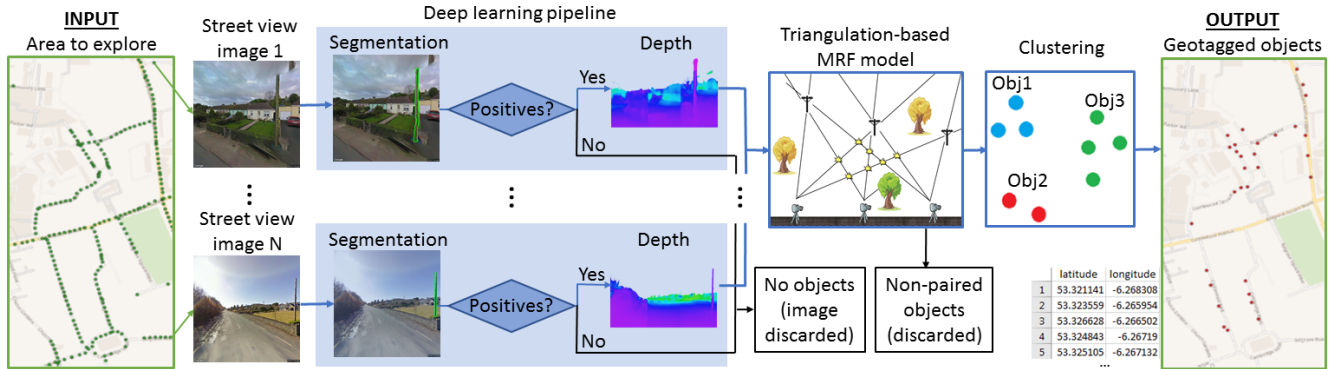 INPUT
Area to explore
Street view
image 1
Deep learning pipeline
Segmentation
Positives?
Yes
No
Depth
Triangulation-based
MRF model
Clustering
Obj1
Obj3
Obj2
OUTPUT
Geotagged objects
...
Street view
image N
Segmentation
Positives?
Yes
No
Depth
No objects
(image
discarded)
Non-paired
objects
(discarded)
latitude longitude
1 53.321141 -6.268308
2 53.323559 -6.265954
3 53.326628 -6.266502
4 53.324843 -6.26719
5 53.325105 -6.267132
...